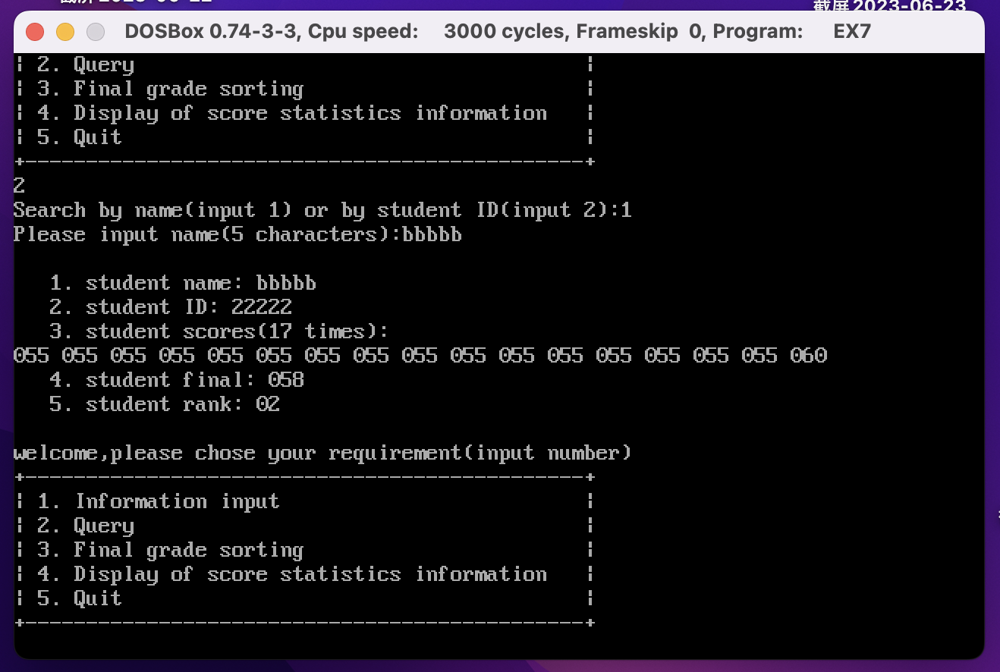 截屏2023-06-23
DOSBox 0.74-3-3, Cpu speed: 3000 cycles, Frameskip 0, Program: EX7
| 2. Query |
| 3. Final grade sorting |
| 4. Display of score statistics information |
| 5. Quit |
+----------------------------------------------+
2
Search by name(input 1) or by student ID(input 2):1
Please input name(5 characters):bbbbb
1. student name: bbbbb
2. student ID: 22222
3. student scores(17 times):
055 055 055 055 055 055 055 055 055 055 055 055 055 055 055 055 060
4. student final: 058
5. student rank: 02
welcome,please chose your requirement(input number)
+----------------------------------------------+
| 1. Information input |
| 2. Query |
| 3. Final grade sorting |
| 4. Display of score statistics information |
| 5. Quit |
+----------------------------------------------+